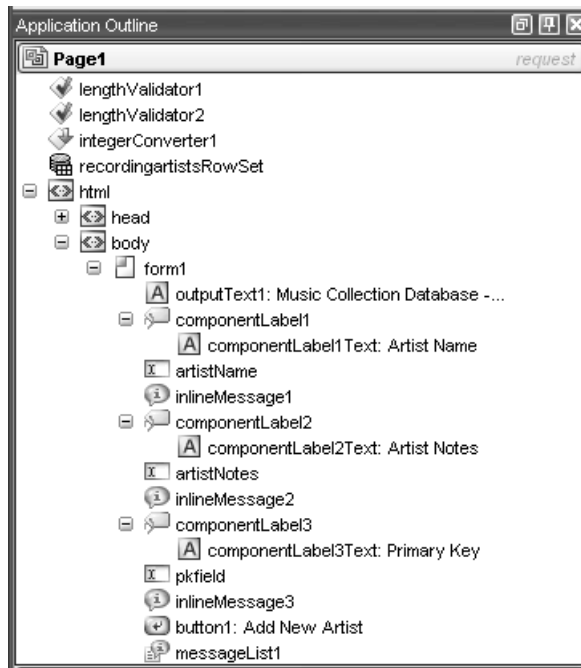 Application Outline
Page1 request
lengthValidator1
lengthValidator2
integerConverter1
recordingartistsRowSet
html
head
body
form1
outputText1: Music Collection Database -...
componentLabel1
componentLabel1Text: Artist Name
artistName
inlineMessage1
componentLabel2
componentLabel2Text: Artist Notes
artistNotes
inlineMessage2
componentLabel3
componentLabel3Text: Primary Key
pkfield
inlineMessage3
button1: Add New Artist
messageList1